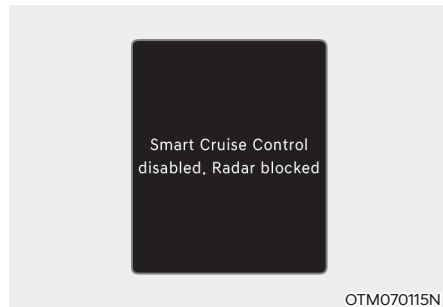 Smart Cruise Control
disabled. Radar blocked
OTM070115N